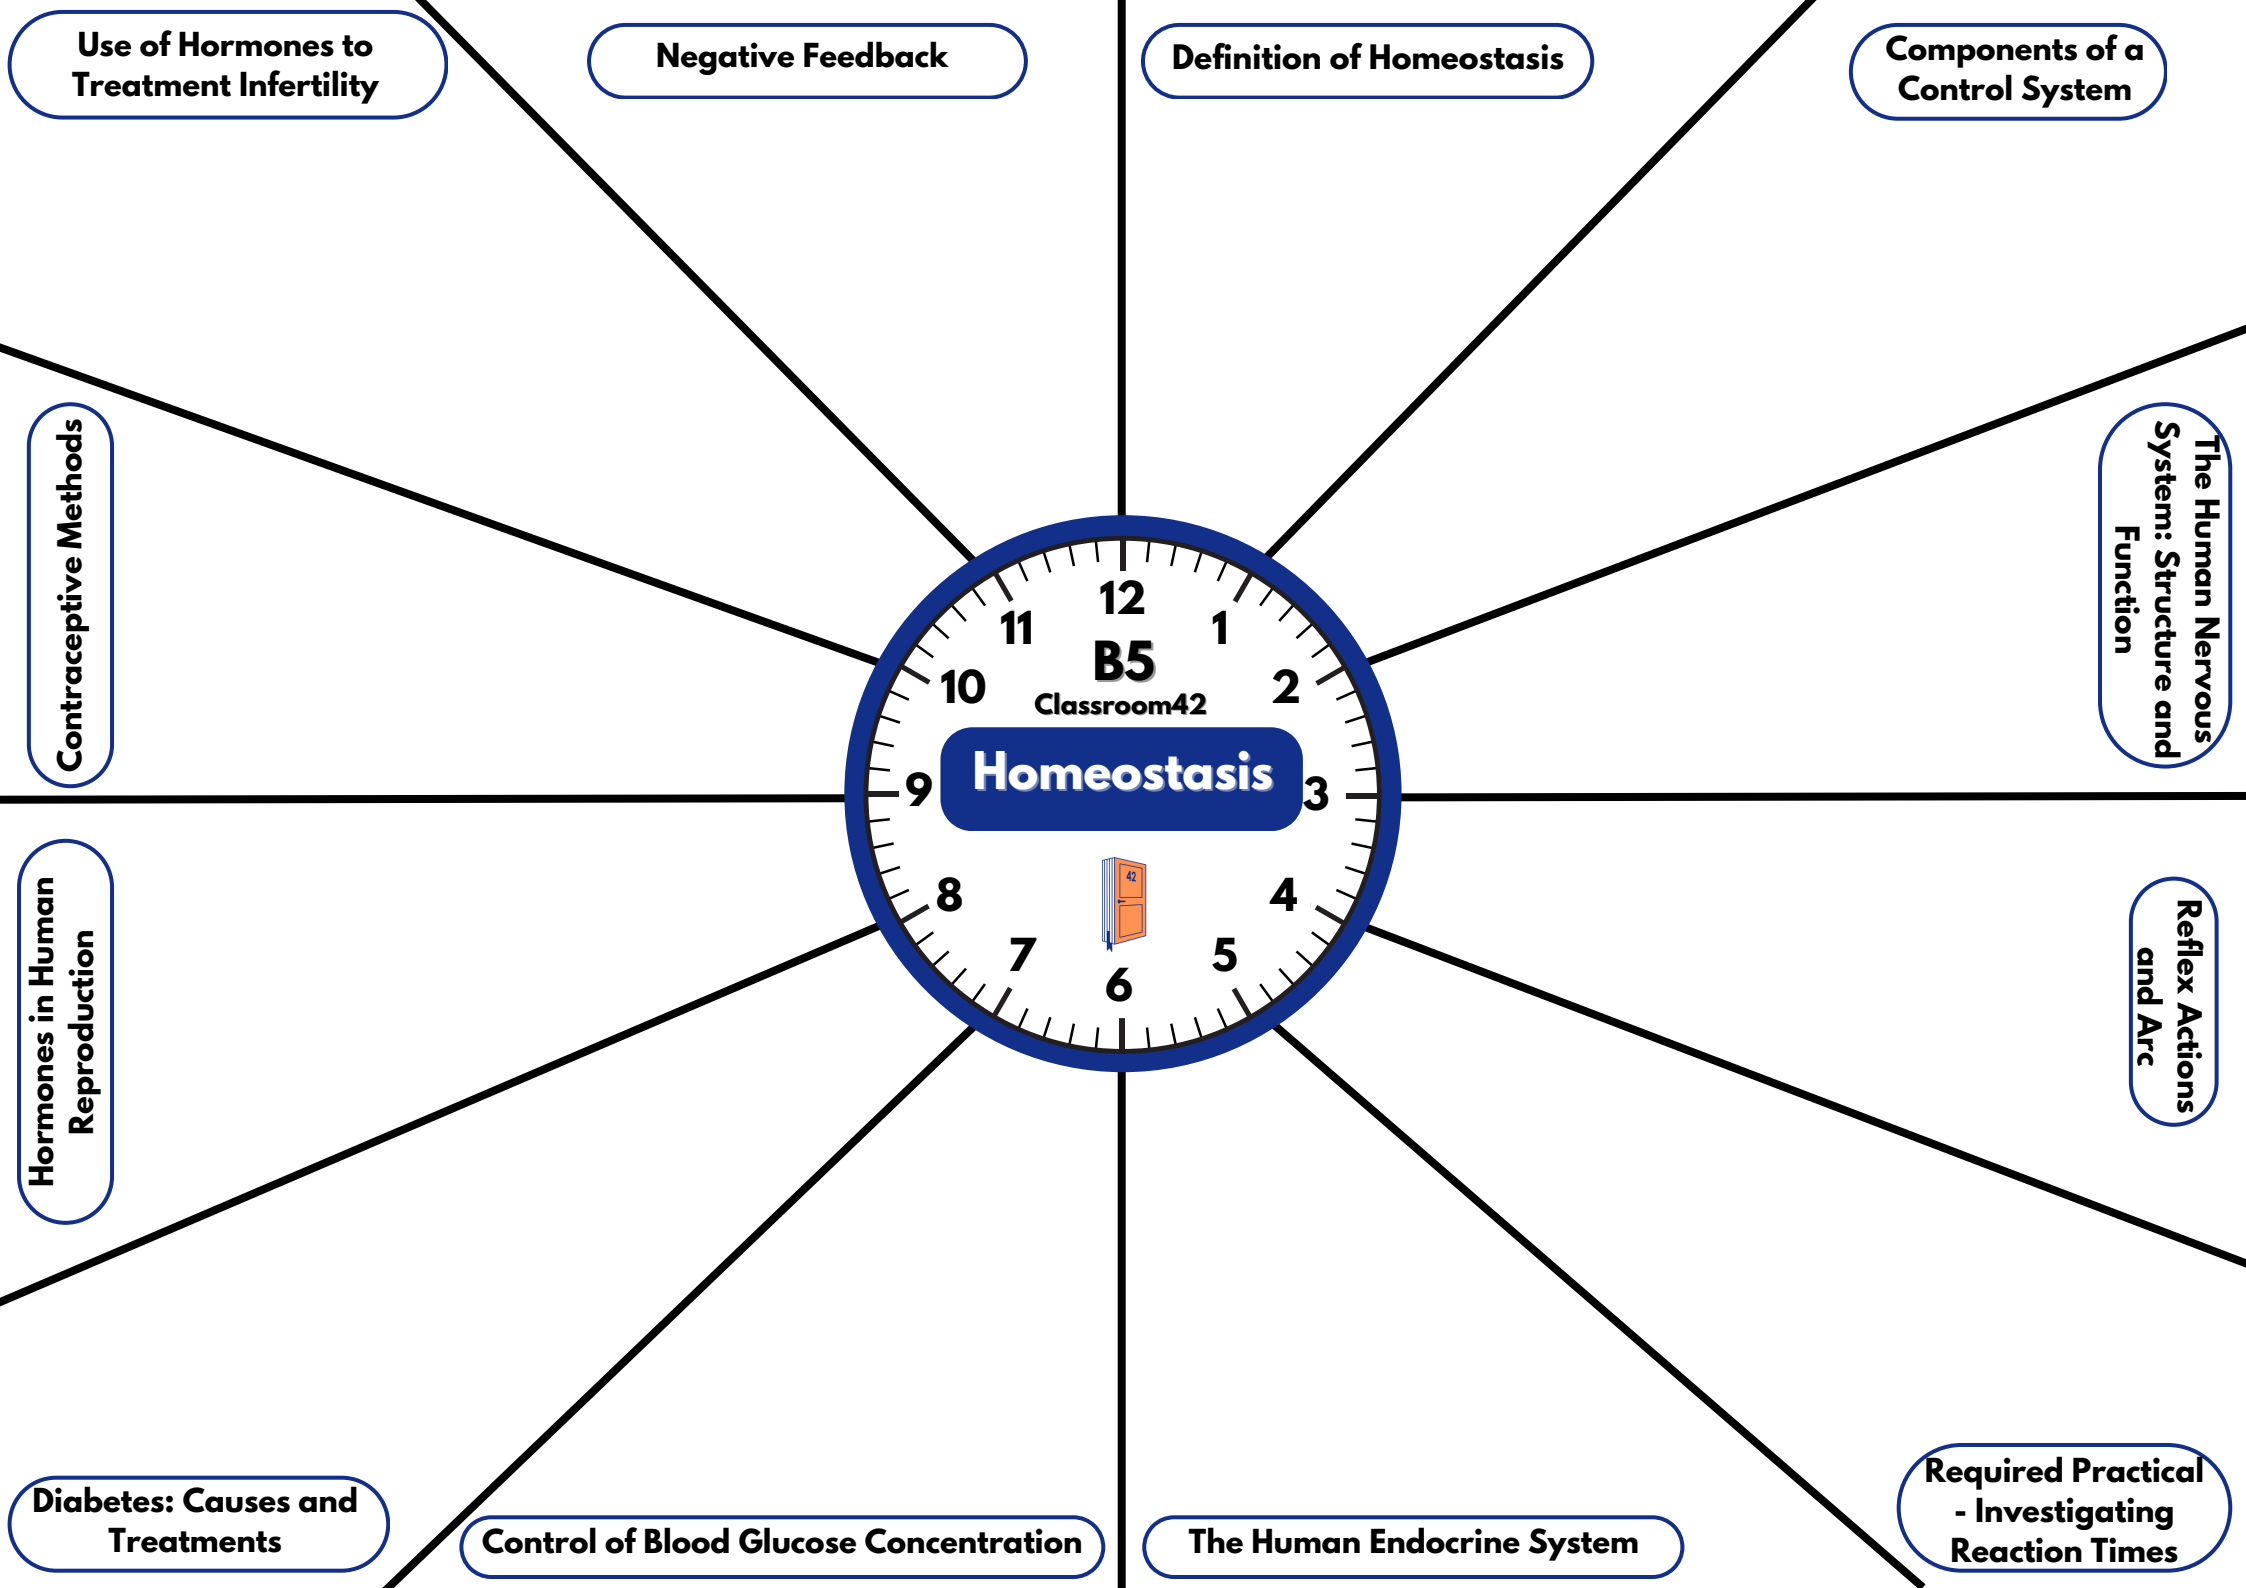 Use of Hormones to
Treatment Infertility
Negative Feedback
Definition of Homeostasis
Components of a
Control System
The Human Nervous
System: Structure and
Function
Reflex Actions
and Arc
Required Practical
- Investigating
Reaction Times
The Human Endocrine System
Control of Blood Glucose Concentration
Diabetes: Causes and
Treatments
Hormones in Human
Reproduction
Contraceptive Methods
12
1
2
3
4
5
6
7
8
9
10
11
B5
Classroom42
Homeostasis
42